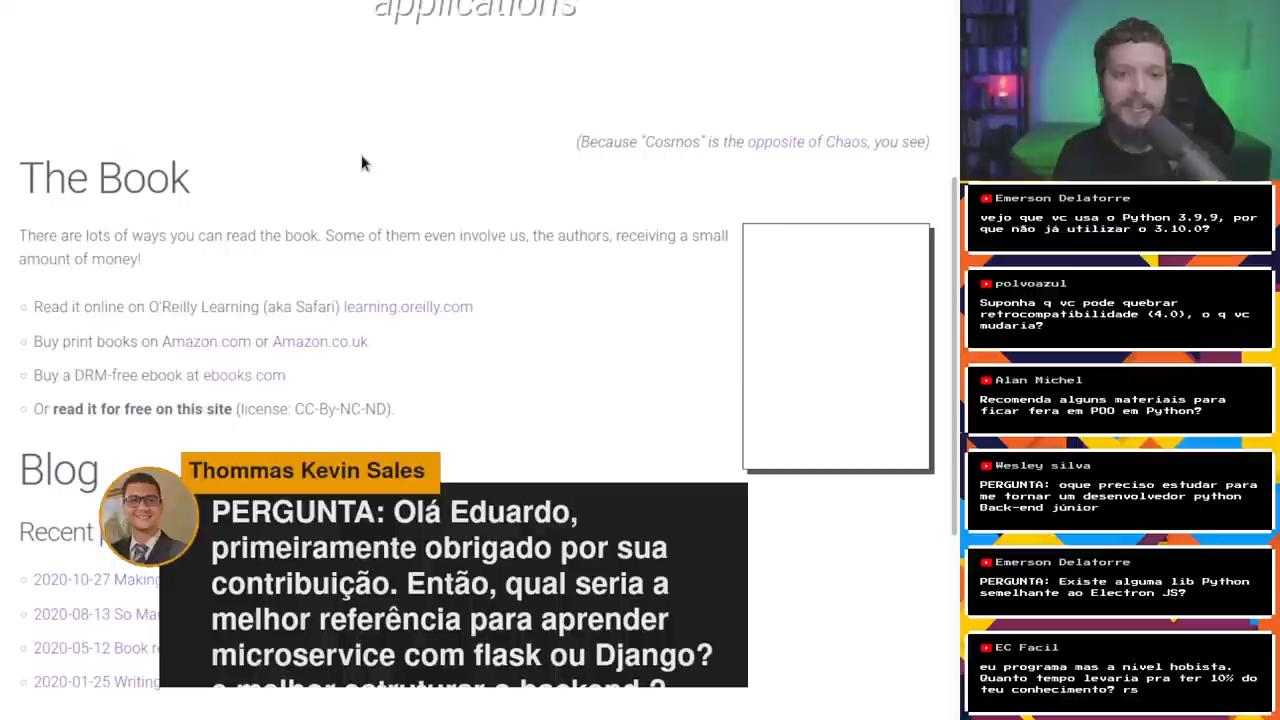 applications
(Because "Cosmos" is the opposite of Chaos, you see)
The Book
There are lots of ways you can read the book. Some of them even involve us, the authors, receiving a small
amount of money!
Read it online on O'Reilly Learning (aka Safari) learning.oreilly.com
Buy print books on Amazon.com or Amazon.co.uk.
Buy a DRM-free ebook at ebooks.com
Or read it for free on this site (license: CC-By-NC-ND).
Blog
Recent
2020-10-27 Making
2020-08-13 So Ma
2020-05-12 Book r
2020-01-25 Writing
Thommas Kevin Sales
PERGUNTA: Olá Eduardo,
primeiramente obrigado por sua
contribuição. Então, qual seria a
melhor referência para aprender
microservice com flask ou Django?
e melhor estruturar o backend ?
Emerson Delatorre
vejo que vc usa o Python 3.9.9, por
que não já utilizar o 3.10.0?
polvoazul
Suponha q vc pode quebrar
retrocompatibilidade (4.0), o q vc
mudaria?
Alan Michel
Recomenda alguns materiais para
ficar fera em POO em Python?
Wesley silva
PERGUNTA: oque preciso estudar para
me tornar um desenvolvedor python
Back-end júnior
Emerson Delatorre
PERGUNTA: Existe alguma lib Python
semelhante ao Electron JS?
EC Facil
eu programa mas a nivel hobista.
Quanto tempo levaria pra ter 10% do
teu conhecimento? rs